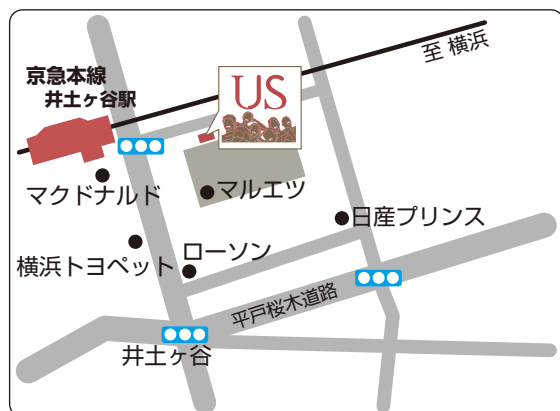 至 横浜
京急本線
井土ヶ谷駅
US
マクドナルド
マルエツ
日産プリンス
横浜トヨペット
ローソン
平戸桜木道路
井土ヶ谷